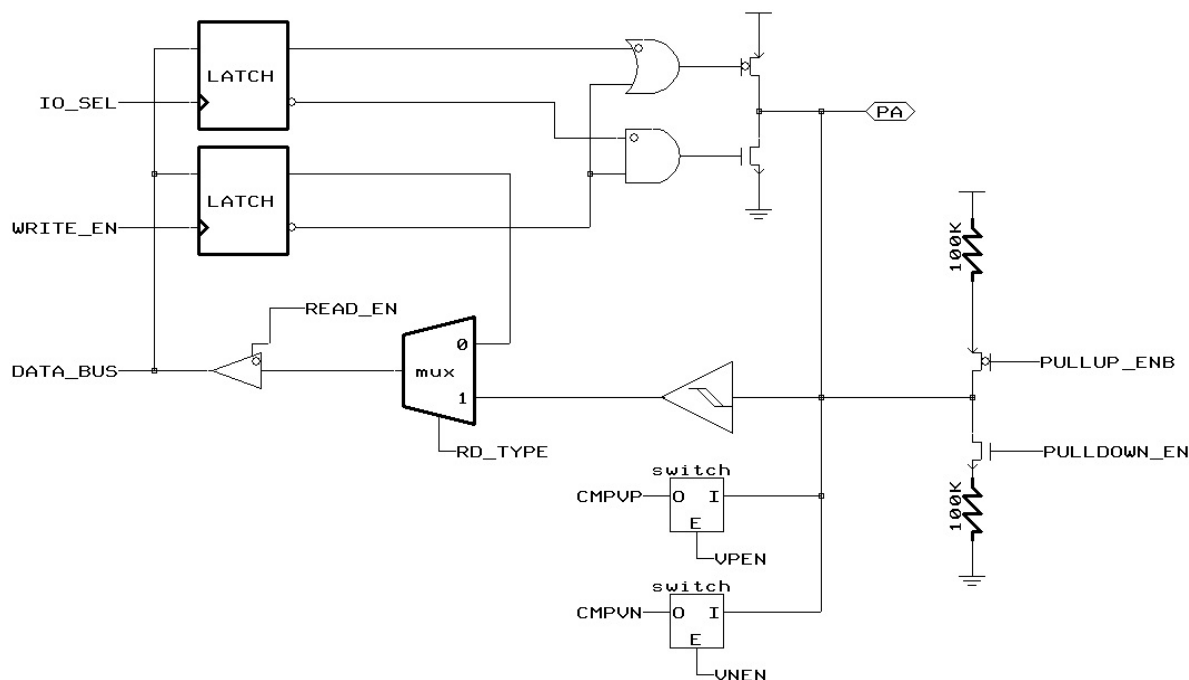 LATCH
IO_SEL
PA
LATCH
WRITE_EN
100K
READ_EN
0
PULLUP_ENB
DATA_BUS
mux
1
RD_TYPE
PULLDOWN_EN
switch
CMPVP O I
E
100K
VPEN
switch
CMPVN O I
E
VNEN